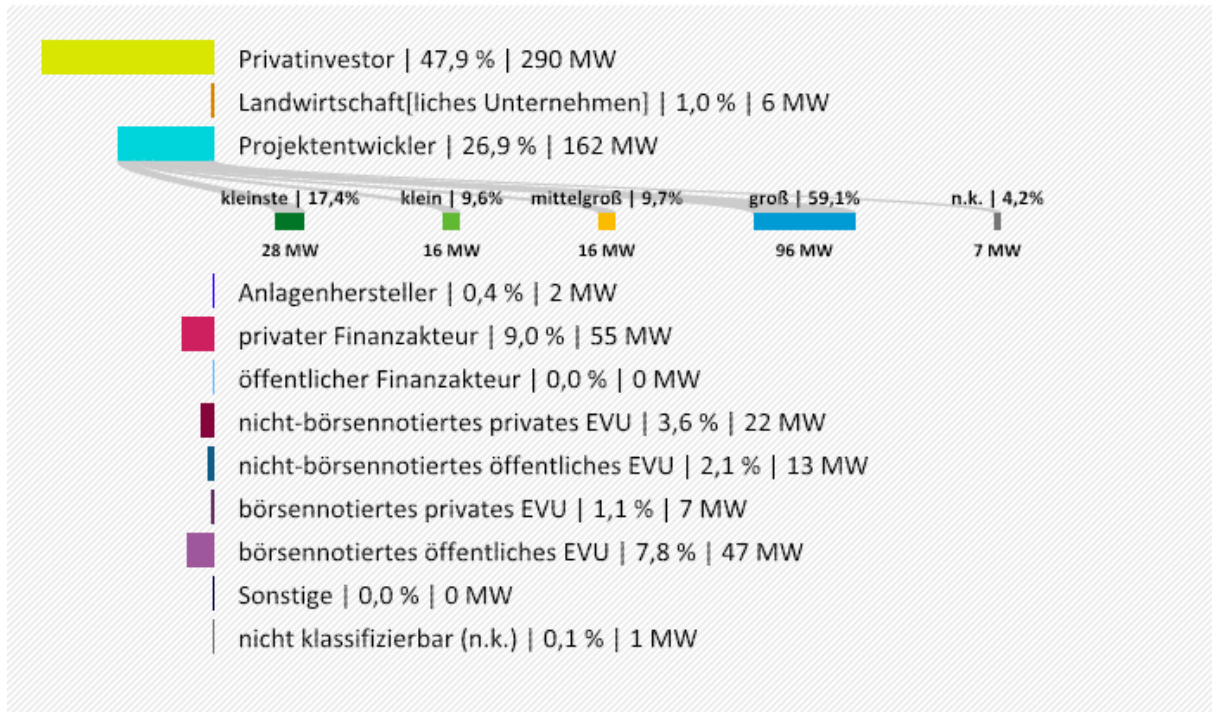 Privatinvestor | 47,9 % | 290 MW
Landwirtschaft[liches Unternehmen] | 1,0 % | 6 MW
Projektentwickler | 26,9 % | 162 MW
kleinste | 17,4% klein | 9,6% mittelgroß | 9,7% groß | 59,1% n.k. | 4,2%
28 MW 16 MW 16 MW 96 MW 7 MW
Anlagenhersteller | 0,4 % | 2 MW
privater Finanzakteur | 9,0 % | 55 MW
öffentlicher Finanzakteur | 0,0 % | 0 MW
nicht-börsennotiertes privates EVU | 3,6 % | 22 MW
nicht-börsennotiertes öffentliches EVU | 2,1 % | 13 MW
börsennotiertes privates EVU | 1,1 % | 7 MW
börsennotiertes öffentliches EVU | 7,8 % | 47 MW
Sonstige | 0,0 % | 0 MW
nicht klassifizierbar (n.k.) | 0,1 % | 1 MW